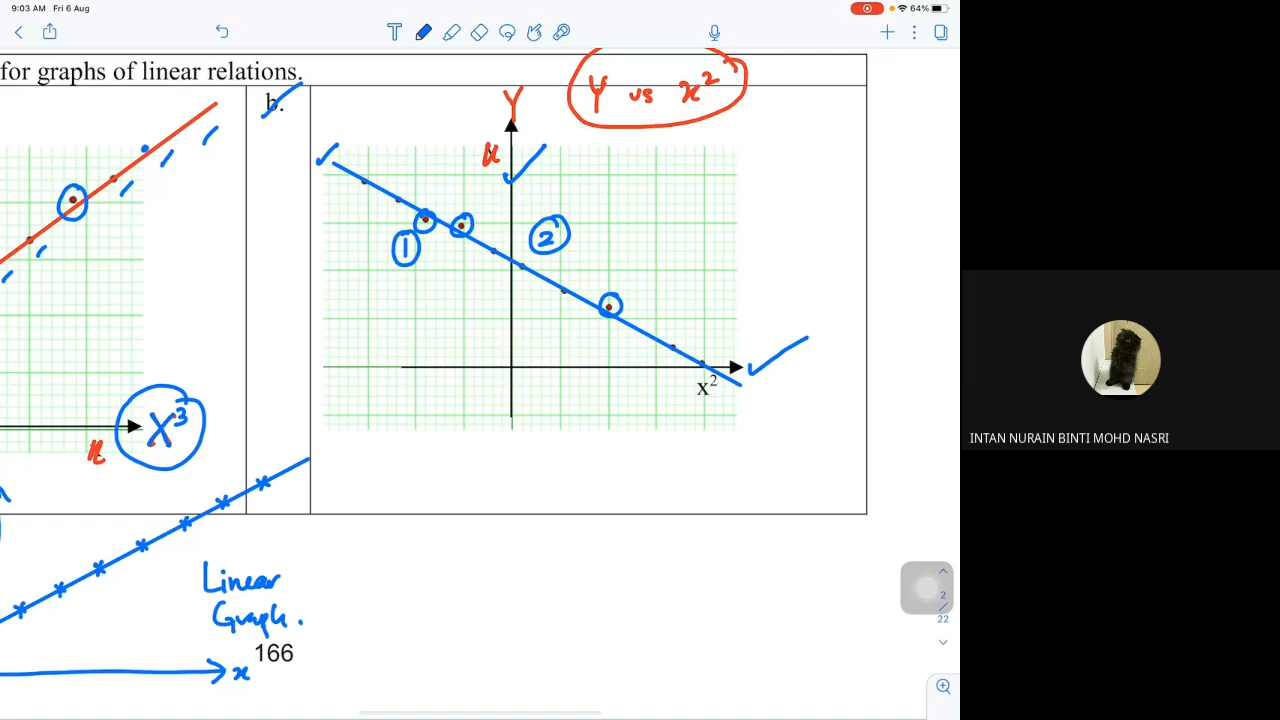 9:03 AM Fri 6 Aug
64%
for graphs of linear relations.
b.
Y vs x²
Y
x
1
2
x²
x
X³
Linear
Graph.
x
166
2
22
INTAN NURAIN BINTI MOHD NASRI